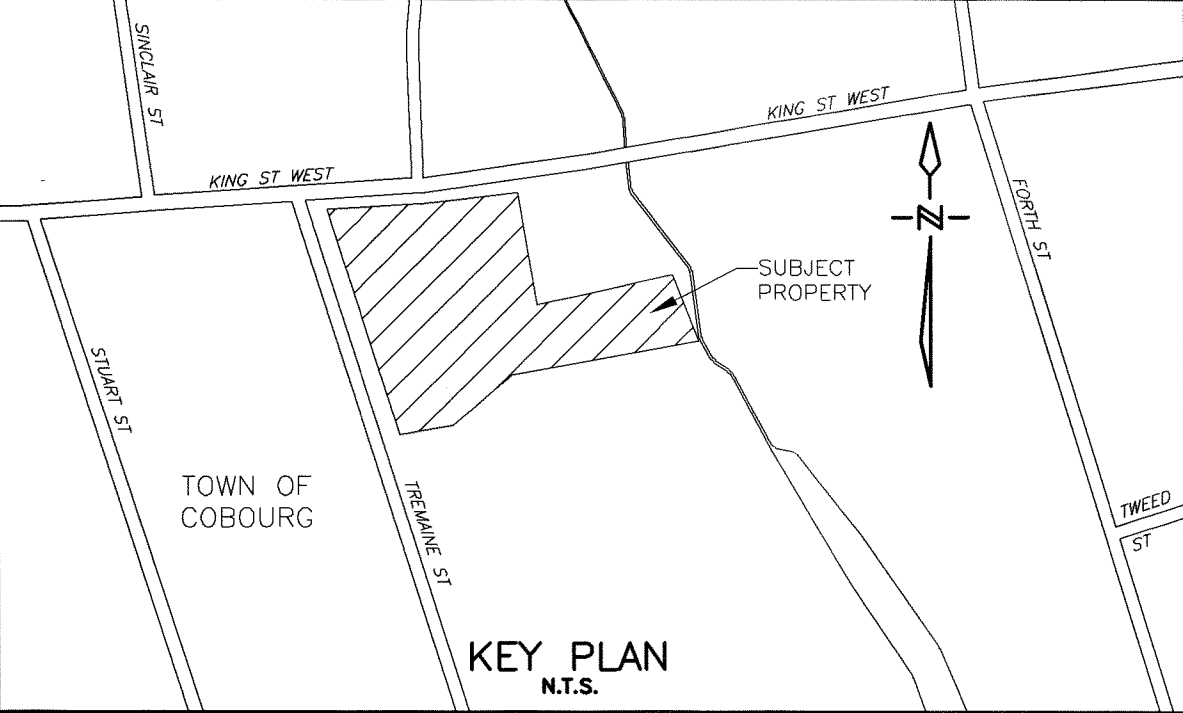 SINCLAIR ST
KING ST WEST
KING ST WEST
FORTH ST
N
SUBJECT
PROPERTY
STUART ST
TOWN OF
COBOURG
TREMAINE ST
TWEED
ST
KEY PLAN
N.T.S.